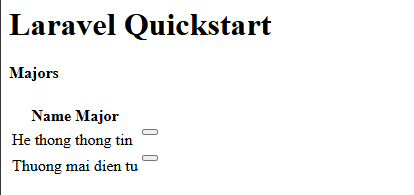 Laravel Quickstart
Majors
Name Major
He thong thong tin
Thuong mai dien tu